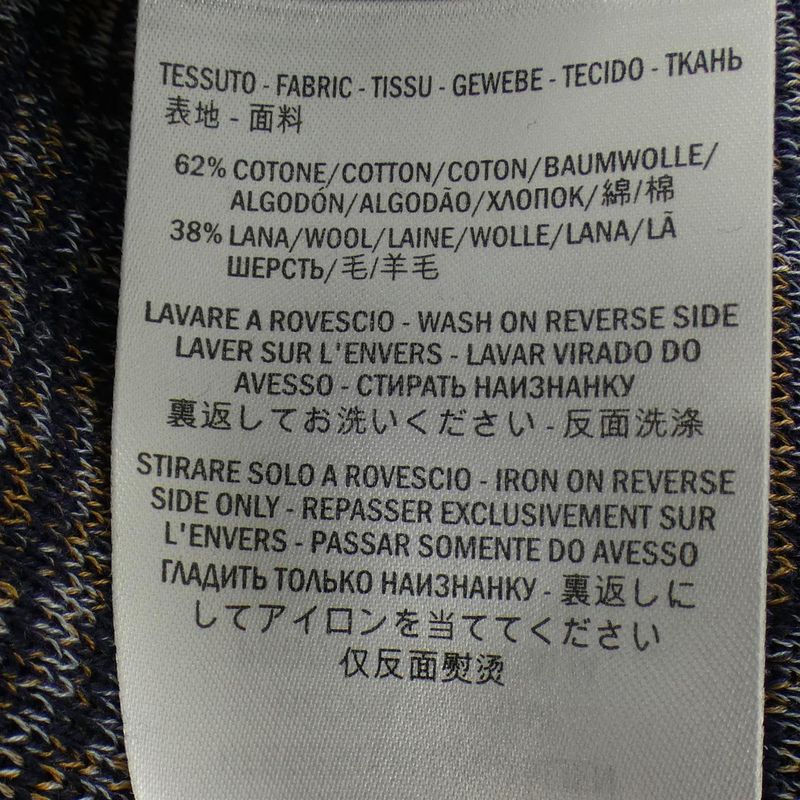 TESSUTO - FABRIC - TISSU - GEWEBE - TECIDO - ТКАНЬ
表地 - 面料
62% COTONE/COTTON/COTON/BAUMWOLLE/
ALGODÓN/ALGODÃO/ХЛОПОК/綿/棉
38% LANA/WOOL/LAINE/WOLLE/LANA/LÃ
ШЕРСТЬ/毛/羊毛
LAVARE A ROVESCIO - WASH ON REVERSE SIDE
LAVER SUR L'ENVERS - LAVAR VIRADO DO
AVESSO - СТИРАТЬ НАИЗНАНКУ
裏返してお洗いください - 反面洗涤
STIRARE SOLO A ROVESCIO - IRON ON REVERSE
SIDE ONLY - REPASSER EXCLUSIVEMENT SUR
L'ENVERS - PASSAR SOMENTE DO AVESSO
ГЛАДИТЬ ТОЛЬКО НАИЗНАНКУ - 裏返しに
してアイロンを当ててください
仅反面熨烫